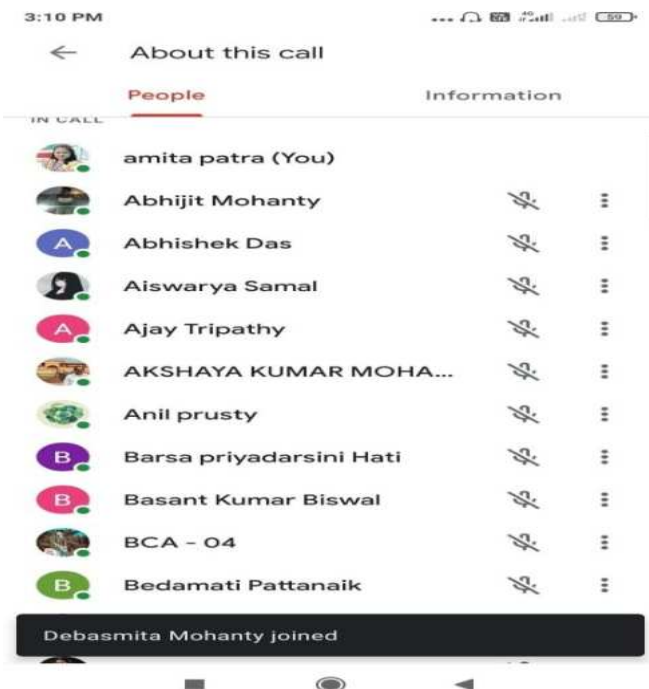 3:10 PM
4G
59
About this call
People
Information
IN CALL
amita patra (You)
Abhijit Mohanty
A
Abhishek Das
Aiswarya Samal
A
Ajay Tripathy
AKSHAYA KUMAR MOHA...
Anil prusty
B
Barsa priyadarsini Hati
B
Basant Kumar Biswal
BCA - 04
B
Bedamati Pattanaik
Debasmita Mohanty joined